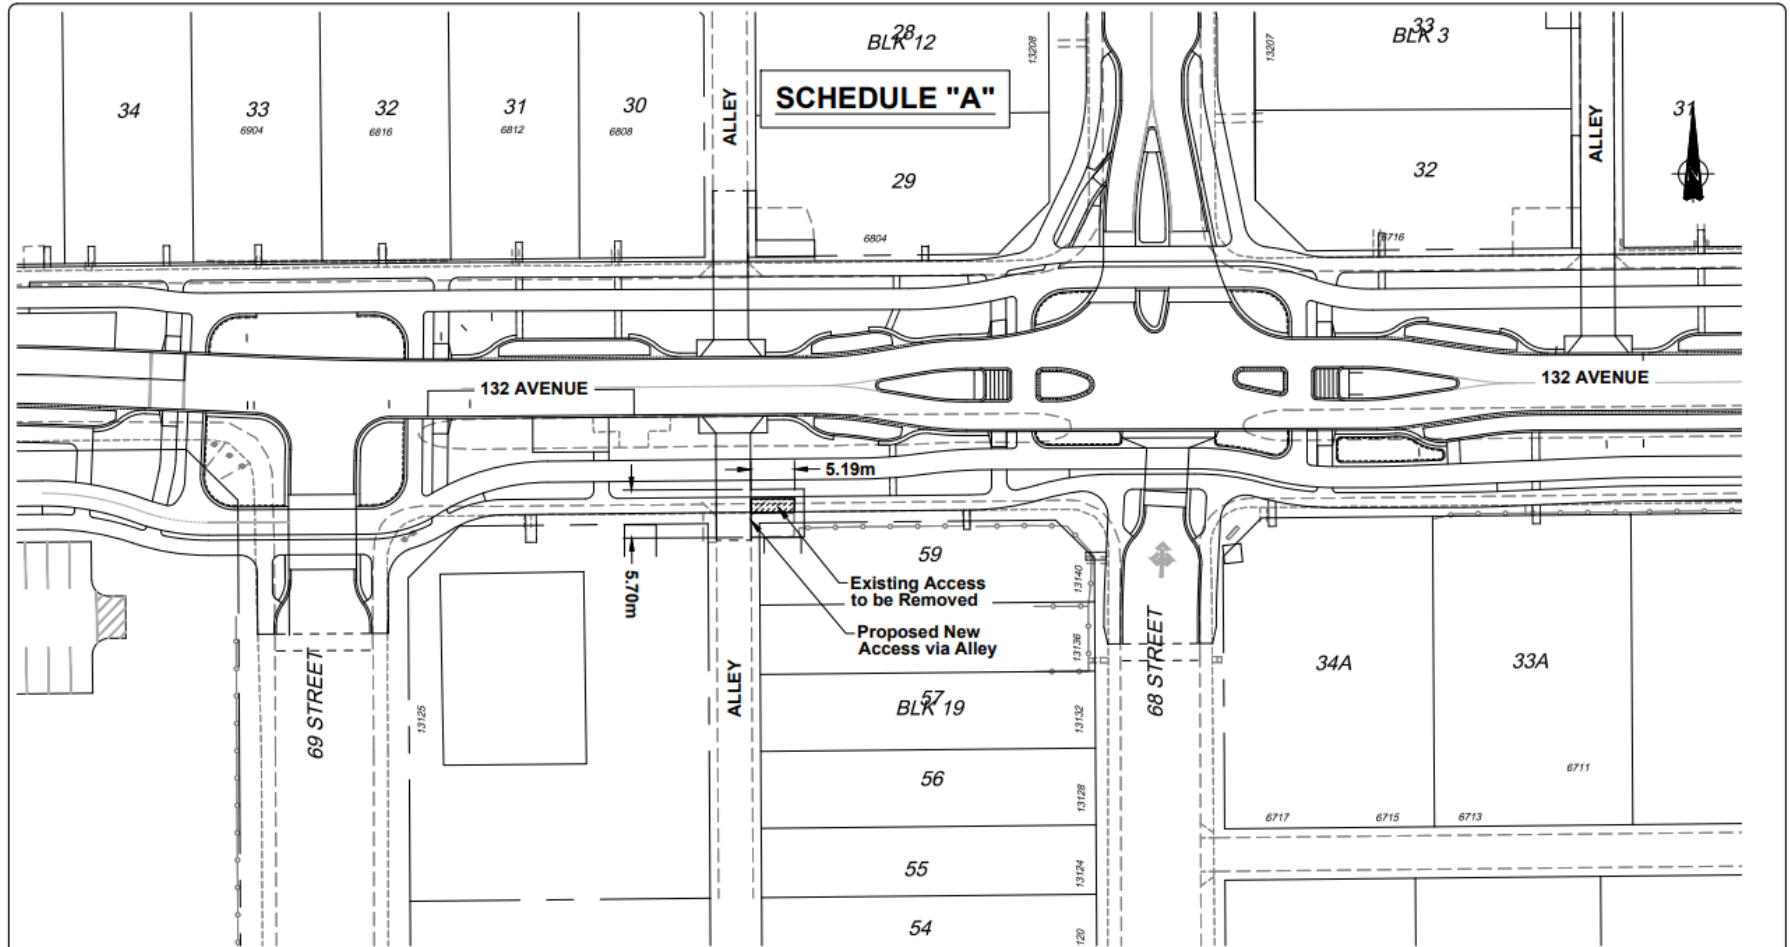 28
BLK 12
13208
13207
33
BLK 3
SCHEDULE "A"
34
33
6904
32
6816
31
6812
30
6808
ALLEY
ALLEY
31
29
6804
32
6716
132 AVENUE
132 AVENUE
5.19m
5.70m
59
Existing Access
to be Removed
Proposed New
Access via Alley
13140
13136
69 STREET
68 STREET
13125
ALLEY
57
BLK 19
13132
34A
33A
56
13128
6711
6717
6715
6713
55
13124
54
120